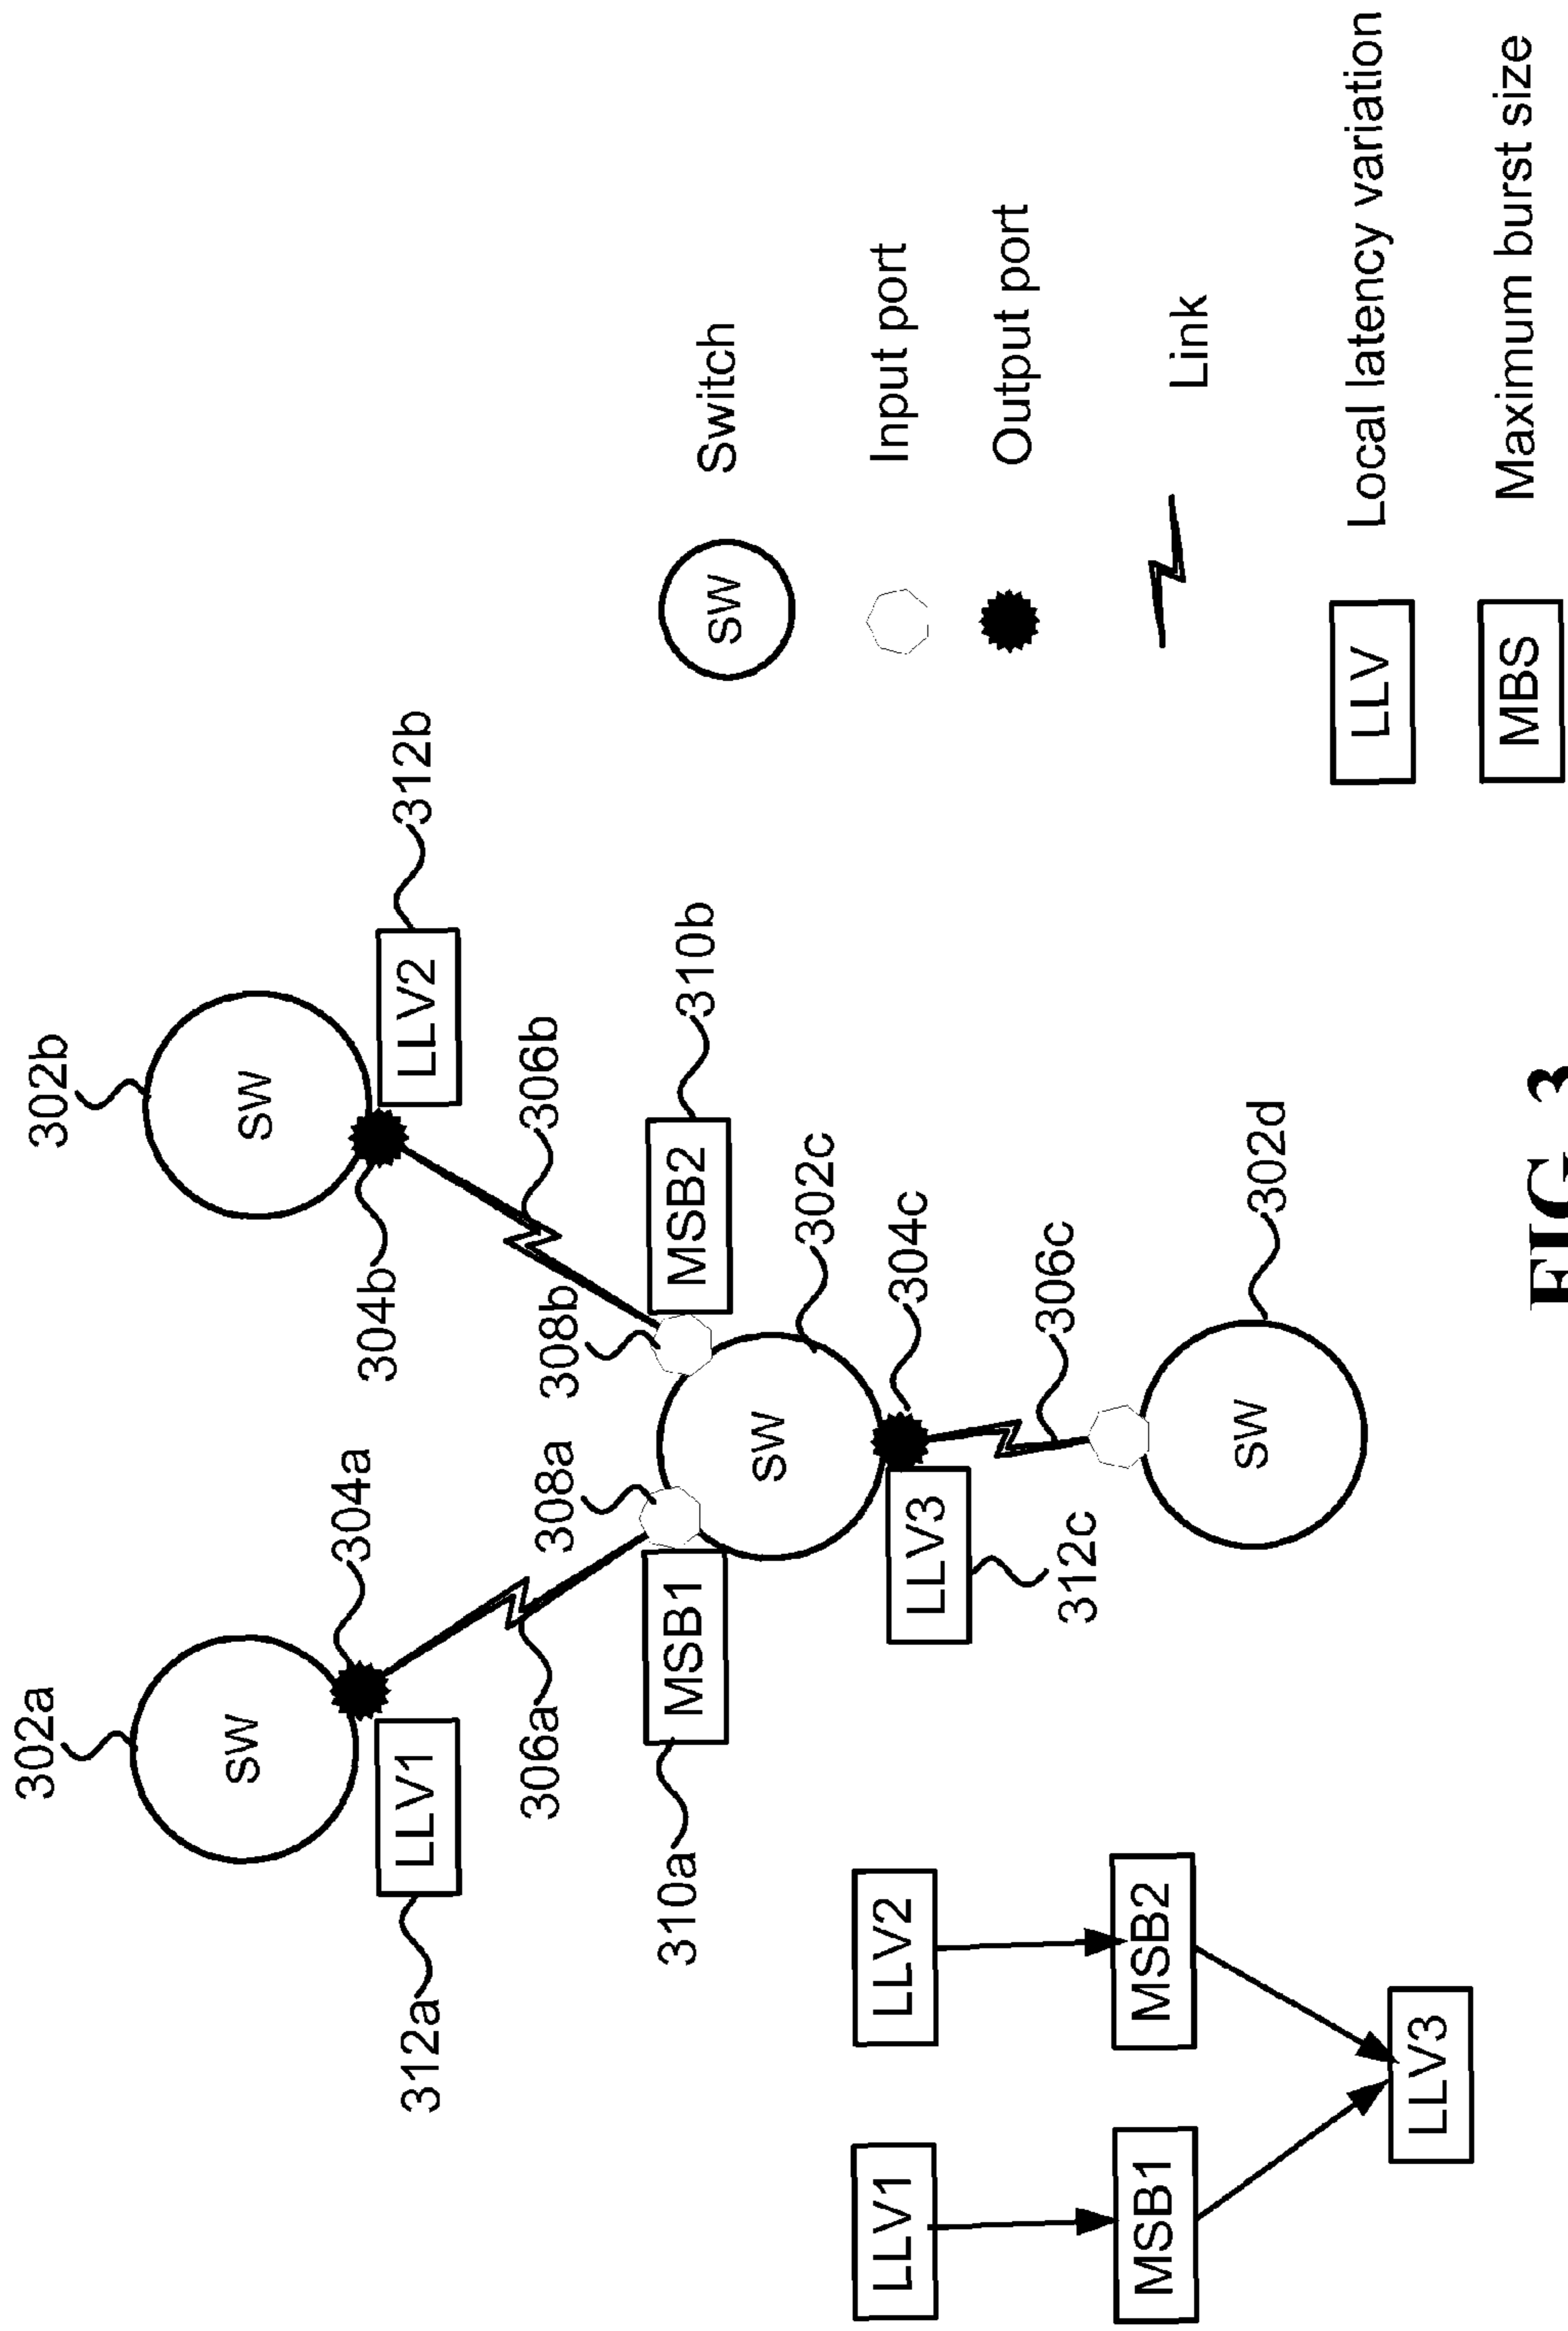 302a
302b
SW
SW
304a
304b
312a
LLV1
LLV2
312b
306a
308a
308b
306b
310a
MSB1
MSB2
310b
SW
302c
LLV3
304c
312c
306c
SW
302d
LLV1
LLV2
MSB1
MSB2
LLV3
SW
Switch
Input port
Output port
Link
LLV
Local latency variation
MBS
Maximum burst size